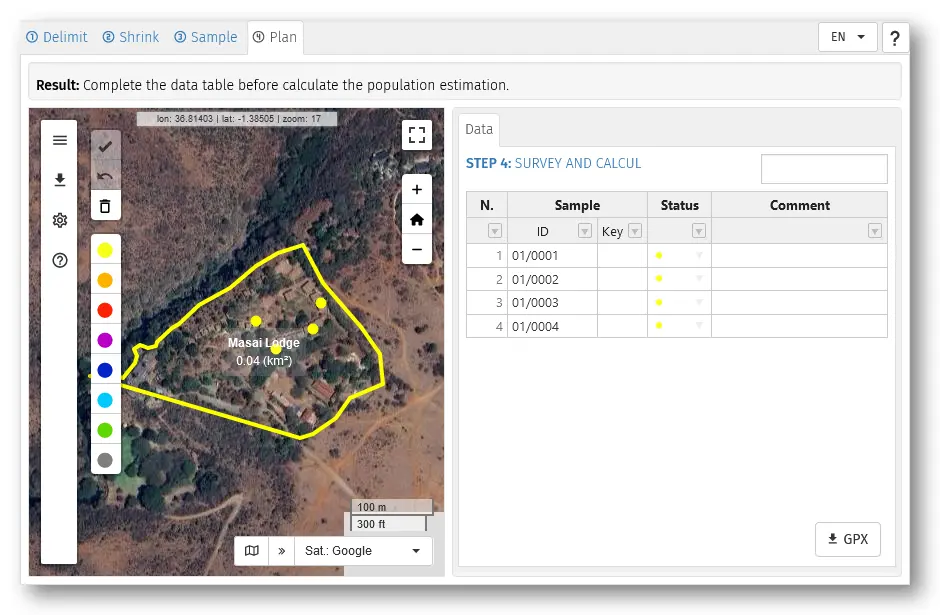 ① Delimit ② Shrink ③ Sample ④ Plan EN ?
Result: Complete the data table before calculate the population estimation.
lon: 36.81403 | lat: -1.38505 | zoom: 17
Masai Lodge
0.04 (km²)
100 m
300 ft
» Sat.: Google
Data
STEP 4: SURVEY AND CALCUL
N. Sample Status Comment
ID Key
1 01/0001
2 01/0002
3 01/0003
4 01/0004
GPX